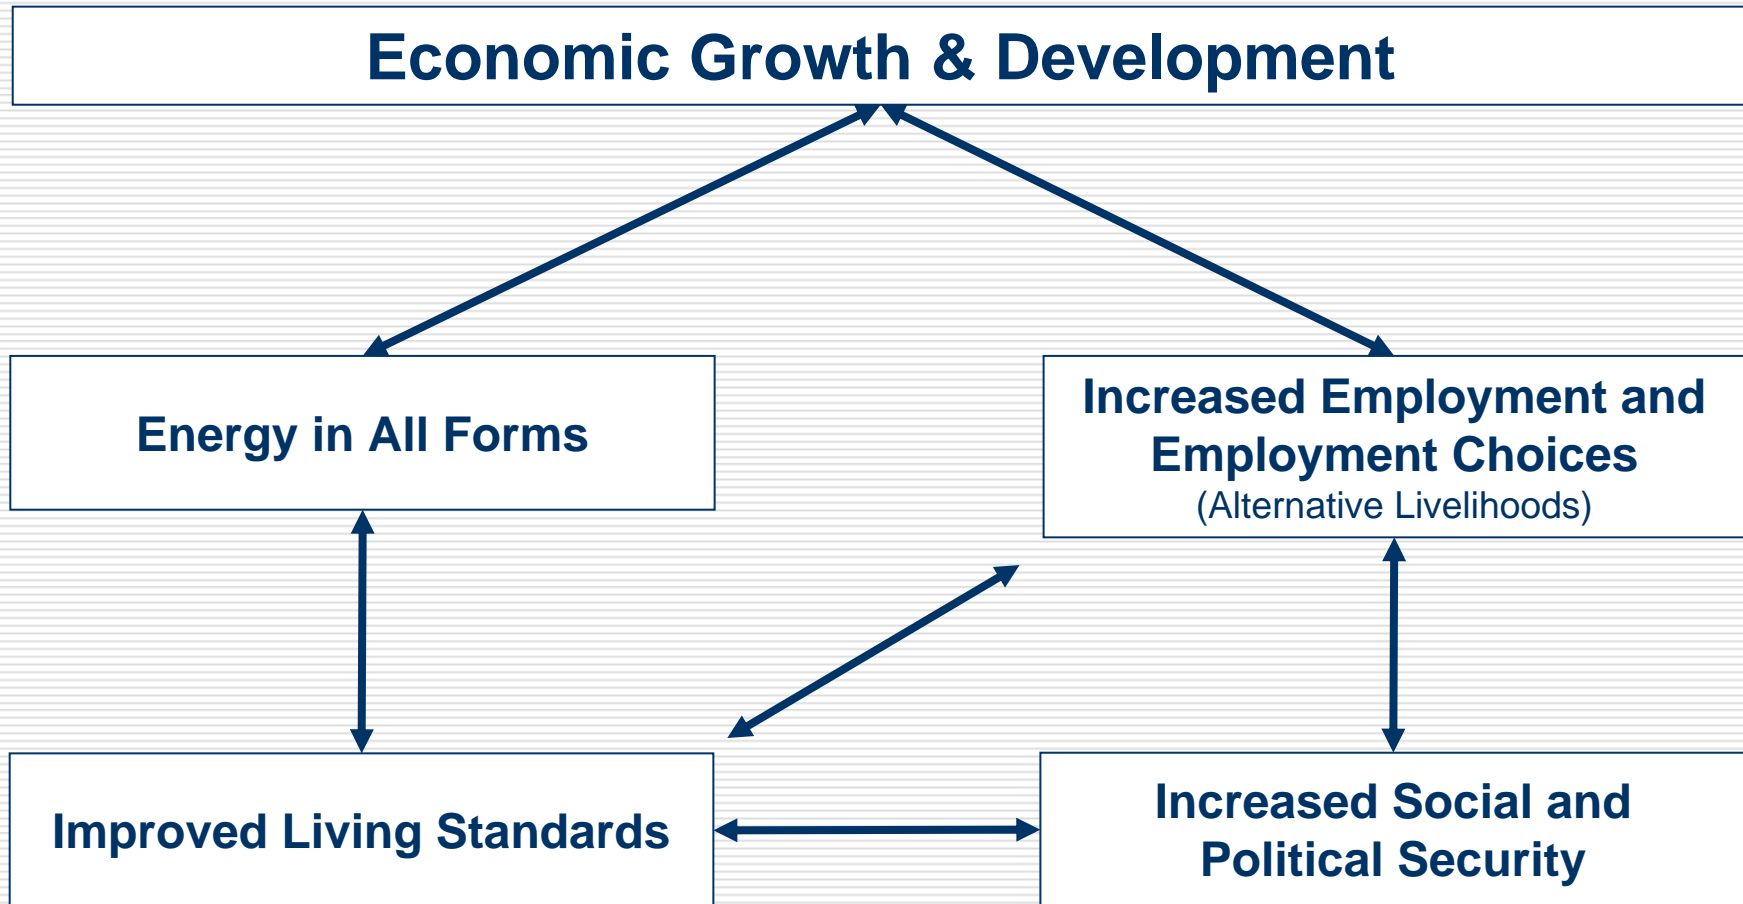 Economic Growth & Development
Energy in All Forms
Increased Employment and
Employment Choices
(Alternative Livelihoods)
Improved Living Standards
Increased Social and
Political Security